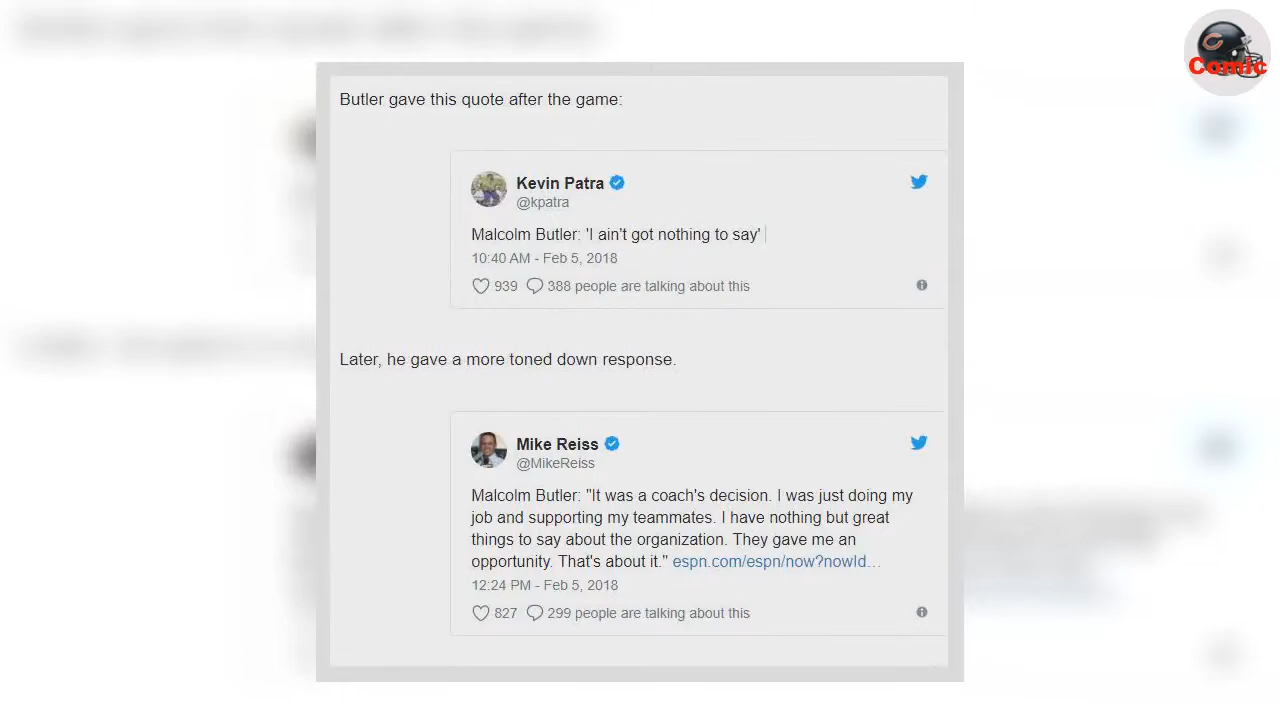 Comic
Butler gave this quote after the game:
Kevin Patra
@kpatra
Malcolm Butler: 'I ain't got nothing to say'
10:40 AM - Feb 5, 2018
939 388 people are talking about this
Later, he gave a more toned down response.
Mike Reiss
@MikeReiss
Malcolm Butler: "It was a coach's decision. I was just doing my
job and supporting my teammates. I have nothing but great
things to say about the organization. They gave me an
opportunity. That's about it." espn.com/espn/now?nowId...
12:24 PM - Feb 5, 2018
827 299 people are talking about this